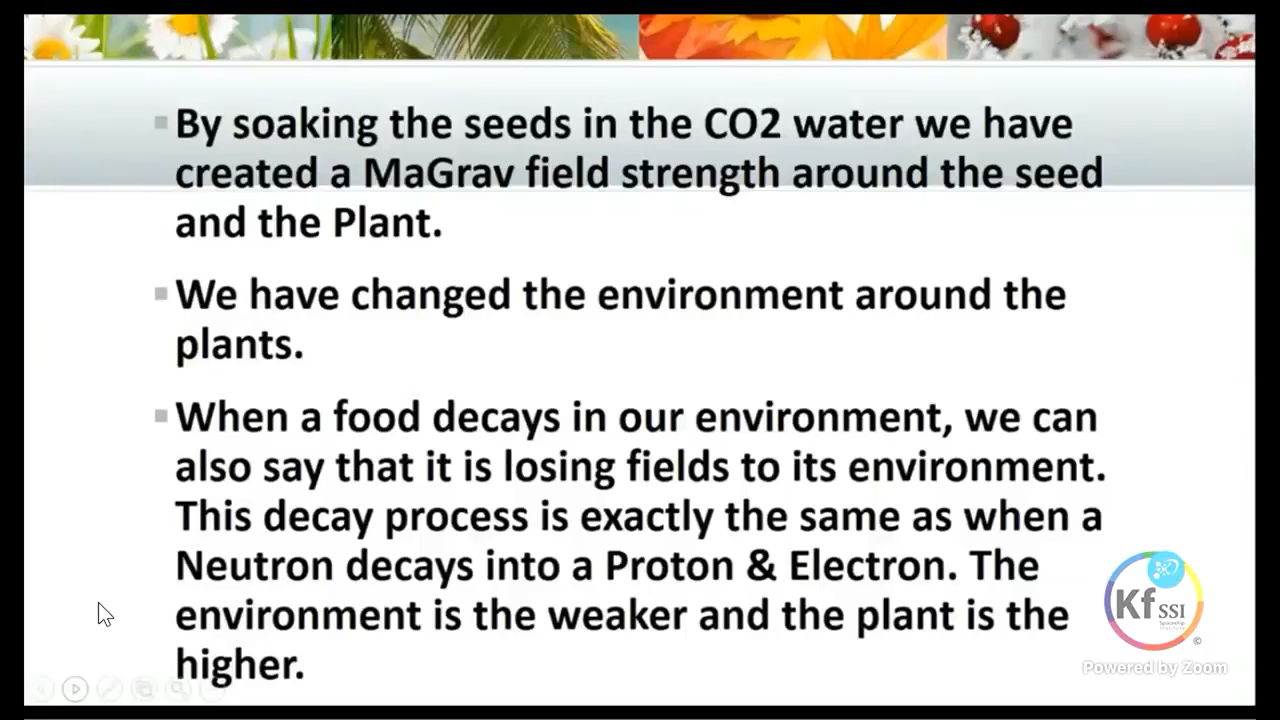 By soaking the seeds in the CO2 water we have
created a MaGrav field strength around the seed
and the Plant.
We have changed the environment around the
plants.
When a food decays in our environment, we can
also say that it is losing fields to its environment.
This decay process is exactly the same as when a
Neutron decays into a Proton & Electron. The
environment is the weaker and the plant is the
higher.
Kf SSI
Spaceship
Institute
©
Powered by Zoom